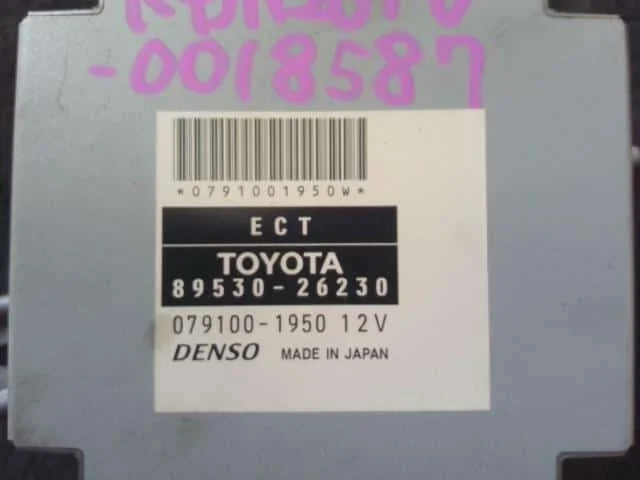 -0018587
*0791001950W*
ECT
TOYOTA
89530-26230
079100-1950 12V
DENSO MADE IN JAPAN